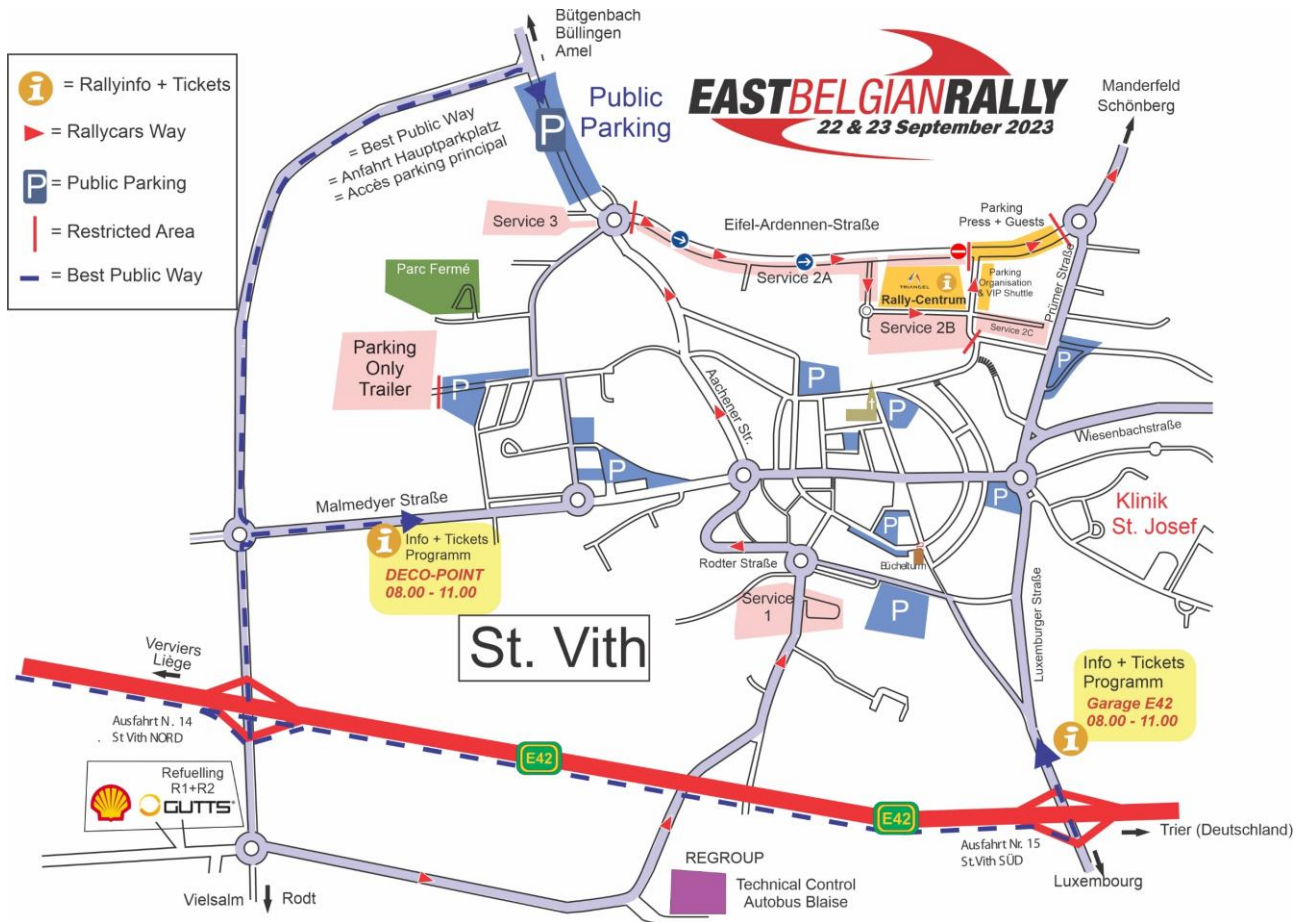 Bütgenbach
Büllingen
Amel
i = Rallyinfo + Tickets
= Rallycars Way
P = Public Parking
= Restricted Area
= Best Public Way
Public
Parking
P
EASTBELGIANRALLY
22 & 23 September 2023
Manderfeld
Schönberg
= Best Public Way
= Anfahrt Hauptparkplatz
= Accès parking principal
Service 3
Eifel-Ardennen-Straße
Parking
Press + Guests
Parc Fermé
Service 2A
TRIANGEL
i
Rally-Centrum
Parking
Organisation
& VIP Shuttle
Prümer Straße
Service 2B
Service 2C
Parking
Only
Trailer
P
P
P
P
Aachener Str.
P
Wiesenbachstraße
Malmedyer Straße
P
Klinik
St. Josef
i Info + Tickets
Programm
DECO-POINT
08.00 - 11.00
P
Büchelturm
Rodter Straße
Service
1
P
Luxemburger Straße
St. Vith
Verviers
Liège
Info + Tickets
Programm
Garage E42
08.00 - 11.00
i
Ausfahrt N. 14
. St Vith NORD
E42
E42
Refuelling
R1+R2
GUTTS®
Trier (Deutschland)
Ausfahrt Nr. 15
St.Vith SÜD
Luxembourg
REGROUP
Technical Control
Autobus Blaise
Vielsalm
Rodt